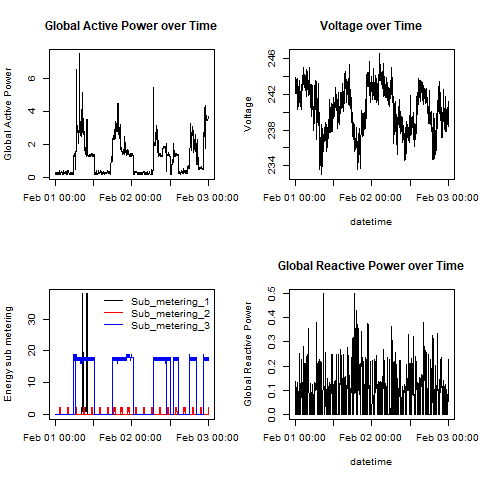 Global Active Power over Time
Global Active Power
0
2
4
6
Feb 01 00:00
Feb 02 00:00
Feb 03 00:00
Voltage over Time
Voltage
234
238
242
246
Feb 01 00:00
Feb 02 00:00
Feb 03 00:00
datetime
Energy sub metering
0
10
20
30
Sub_metering_1
Sub_metering_2
Sub_metering_3
Feb 01 00:00
Feb 02 00:00
Feb 03 00:00
Global Reactive Power over Time
Global Reactive Power
0.0
0.1
0.2
0.3
0.4
0.5
Feb 01 00:00
Feb 02 00:00
Feb 03 00:00
datetime